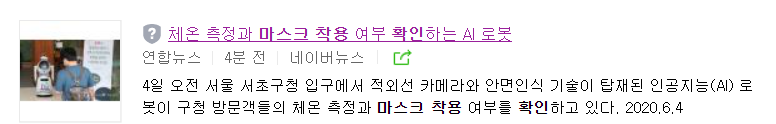 체온 측정과 마스크 착용 여부 확인하는 AI 로봇
연합뉴스 4분 전 네이버뉴스
4일 오전 서울 서초구청 입구에서 적외선 카메라와 안면인식 기술이 탑재된 인공지능(AI) 로
봇이 구청 방문객들의 체온 측정과 마스크 착용 여부를 확인하고 있다. 2020.6.4